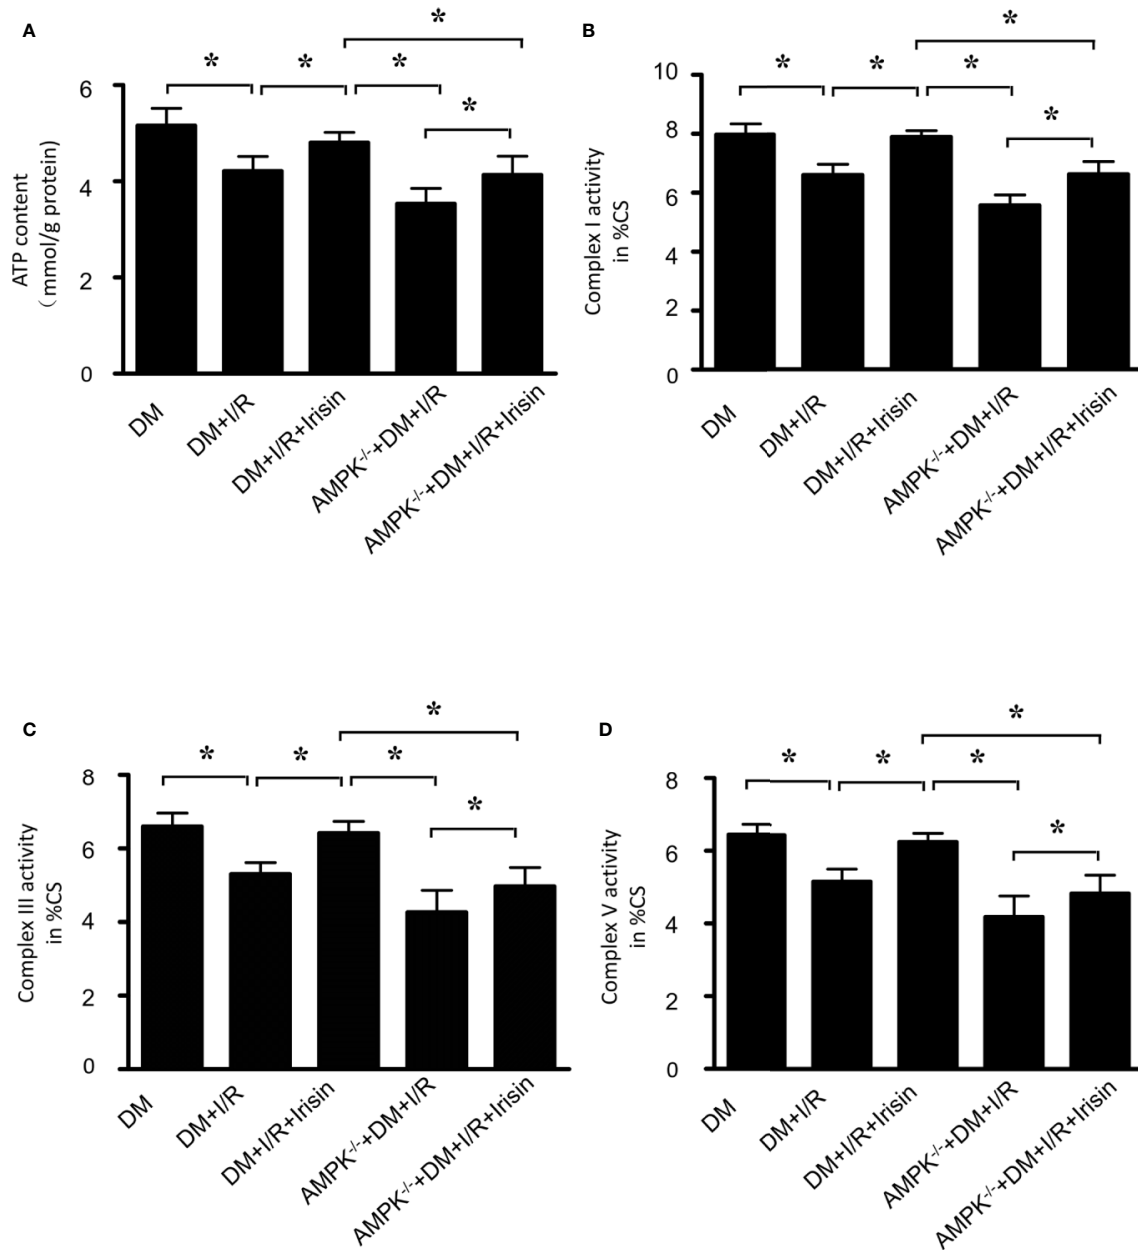 A
*
* * *
*
6
4
2
0
ATP content
（mmol/g protein)
DM
DM+I/R
DM+I/R+Irisin
AMPK-/-+DM+I/R
AMPK-/-+DM+I/R+Irisin
B
*
* * *
*
10
8
6
4
2
0
Complex I activity
in %CS
DM
DM+I/R
DM+I/R+Irisin
AMPK-/-+DM+I/R
AMPK-/-+DM+I/R+Irisin
C
*
* * *
*
8
6
4
2
0
Complex III activity
in %CS
DM
DM+I/R
DM+I/R+Irisin
AMPK-/-+DM+I/R
AMPK-/-+DM+I/R+Irisin
D
*
* * *
*
8
6
4
2
0
Complex V activity
in %CS
DM
DM+I/R
DM+I/R+Irisin
AMPK-/-+DM+I/R
AMPK-/-+DM+I/R+Irisin